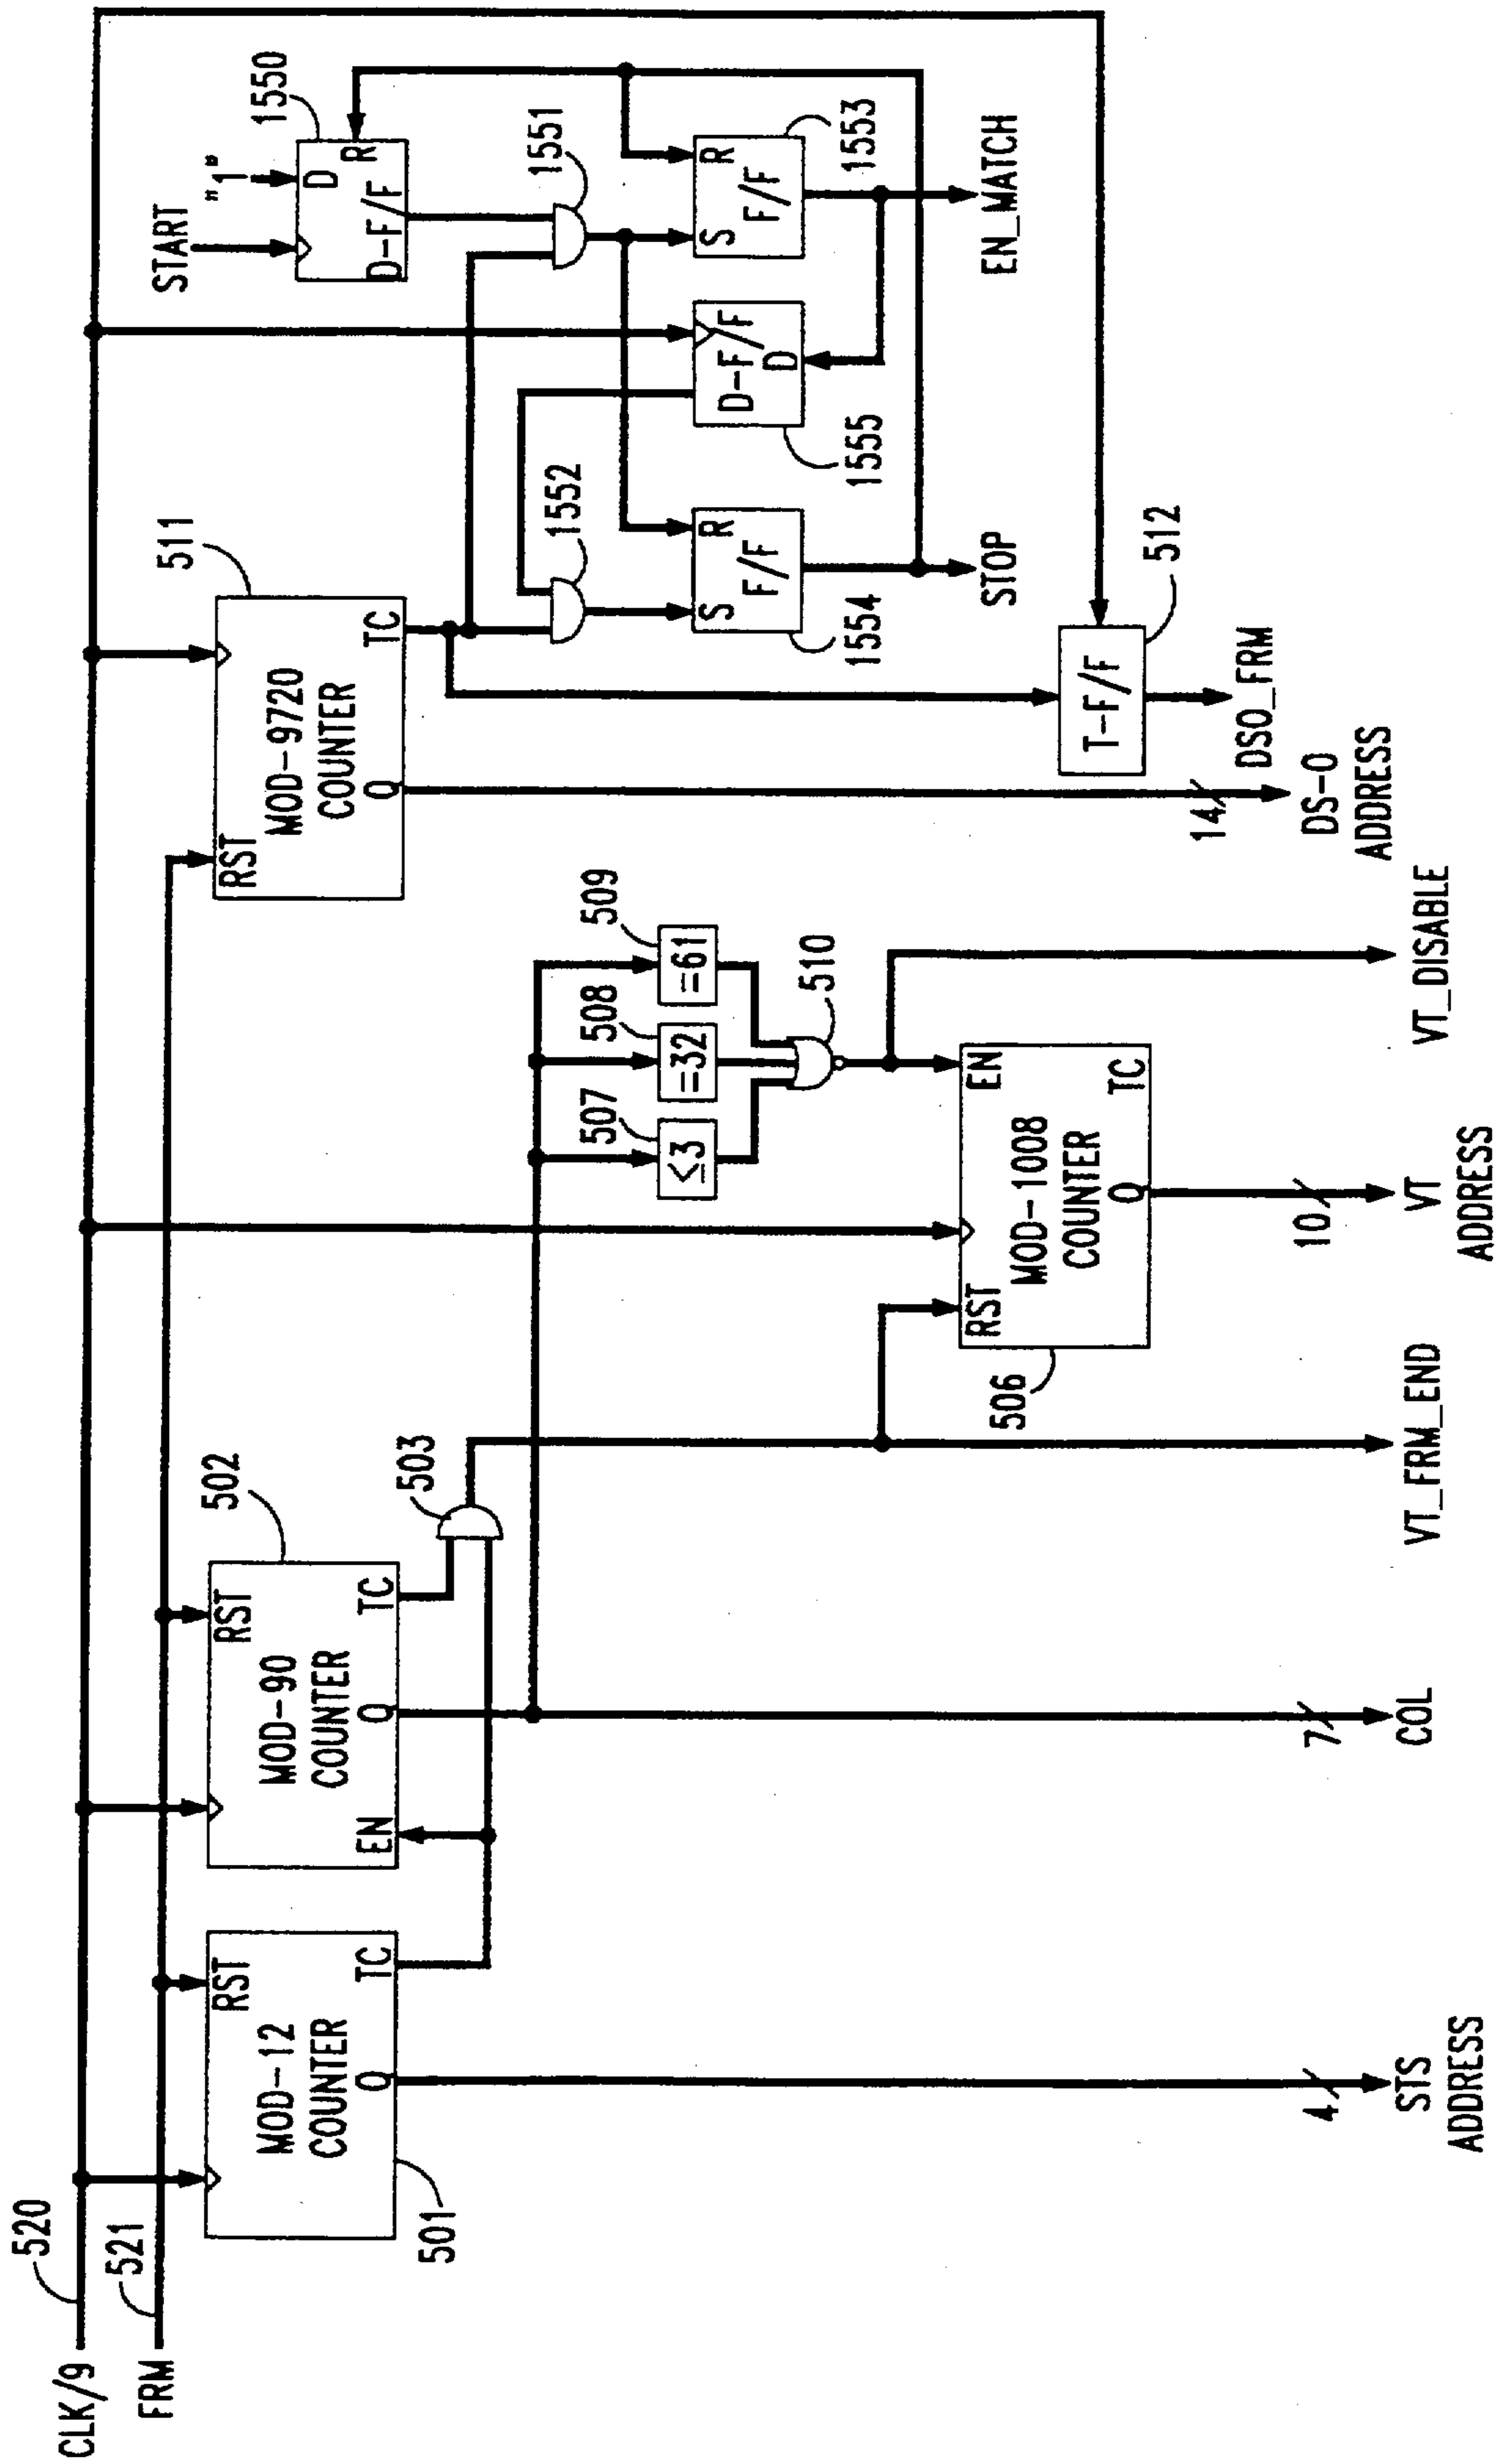 CLK/9
520
FRM
521
MOD-12
COUNTER
RST
Q
TC
501
4
STS
ADDRESS
MOD-90
COUNTER
RST
EN
Q
TC
502
503
7
COL
VT_FRM_END
RST
MOD-1008
COUNTER
EN
Q
TC
506
10
VT
ADDRESS
≤3
507
=32
508
=61
509
510
VT_DISABLE
RST
MOD-9720
COUNTER
Q
TC
511
14
DS-0
ADDRESS
T-F/F
512
DSO_FRM
START
"1"
D
R
D-F/F
1550
1551
1552
S
R
F/F
1554
STOP
D-F/F
D
1555
S
R
F/F
1553
EN_MATCH